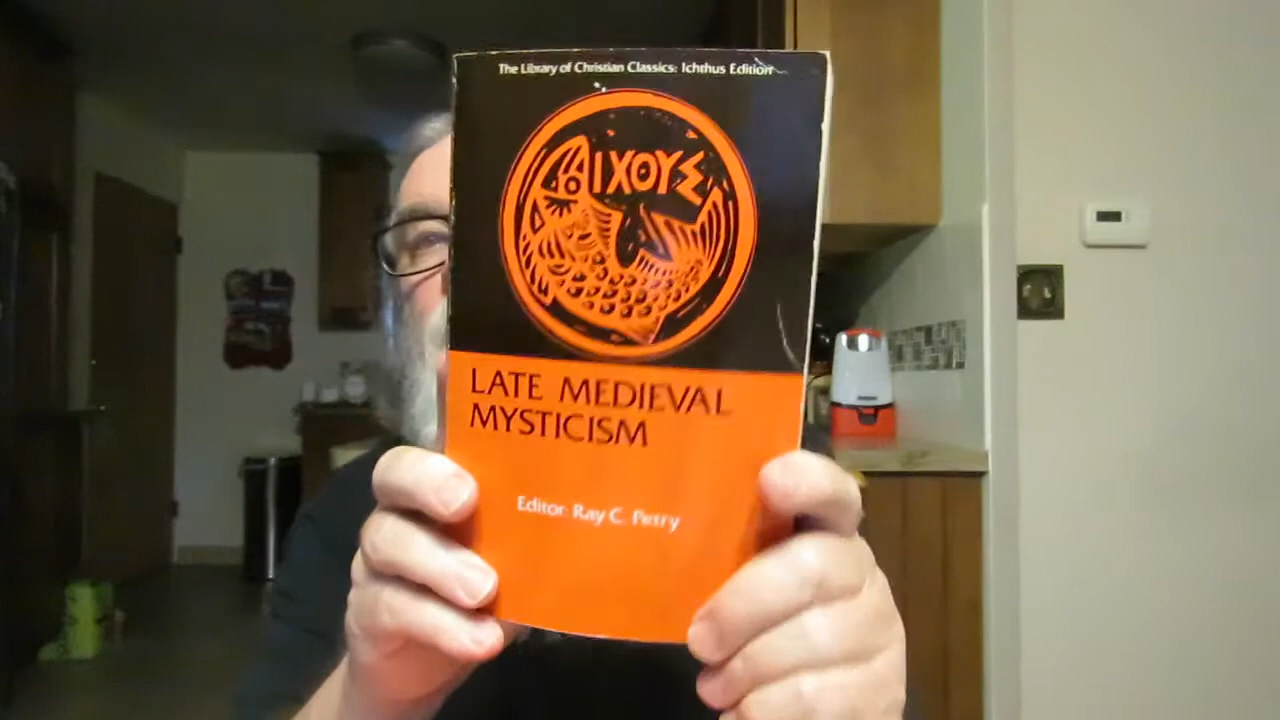 The Library of Christian Classics: Ichthus Edition
ΙΧΘΥΣ
LATE MEDIEVAL
MYSTICISM
Editor: Ray C. Petry